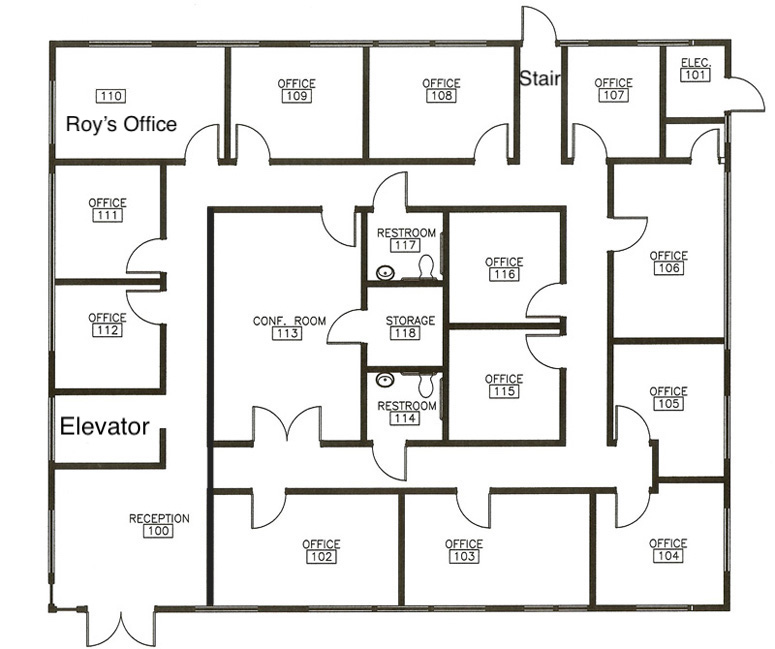 110
Roy's Office
OFFICE
109
OFFICE
108
Stair
OFFICE
107
ELEC.
101
OFFICE
111
RESTROOM
117
OFFICE
116
OFFICE
106
OFFICE
112
CONF. ROOM
113
STORAGE
118
Elevator
RESTROOM
114
OFFICE
115
OFFICE
105
RECEPTION
100
OFFICE
102
OFFICE
103
OFFICE
104